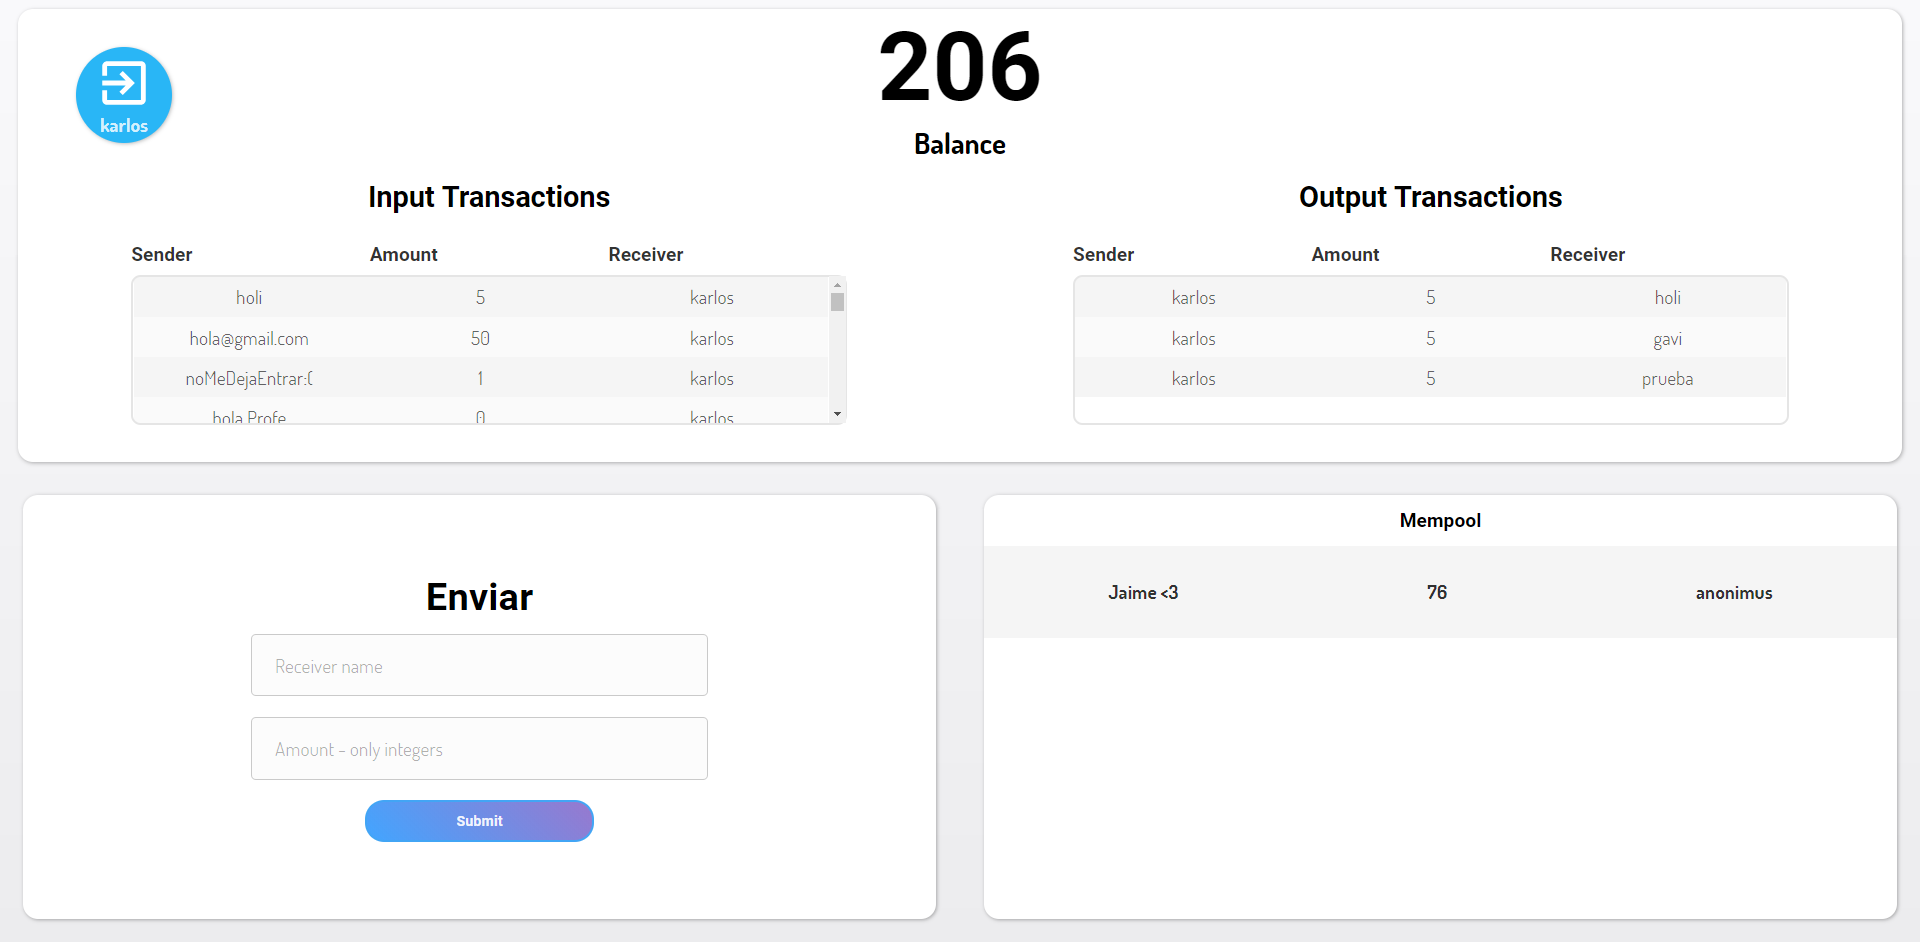 206
karlos
Balance
Input Transactions
Sender Amount Receiver
holi 5 karlos
hola@gmail.com 50 karlos
noMeDejaEntrar:( 1 karlos
hola Profe 0 karlos
Output Transactions
Sender Amount Receiver
karlos 5 holi
karlos 5 gavi
karlos 5 prueba
Enviar
Receiver name
Amount - only integers
Submit
Mempool
Jaime <3 76 anonimus